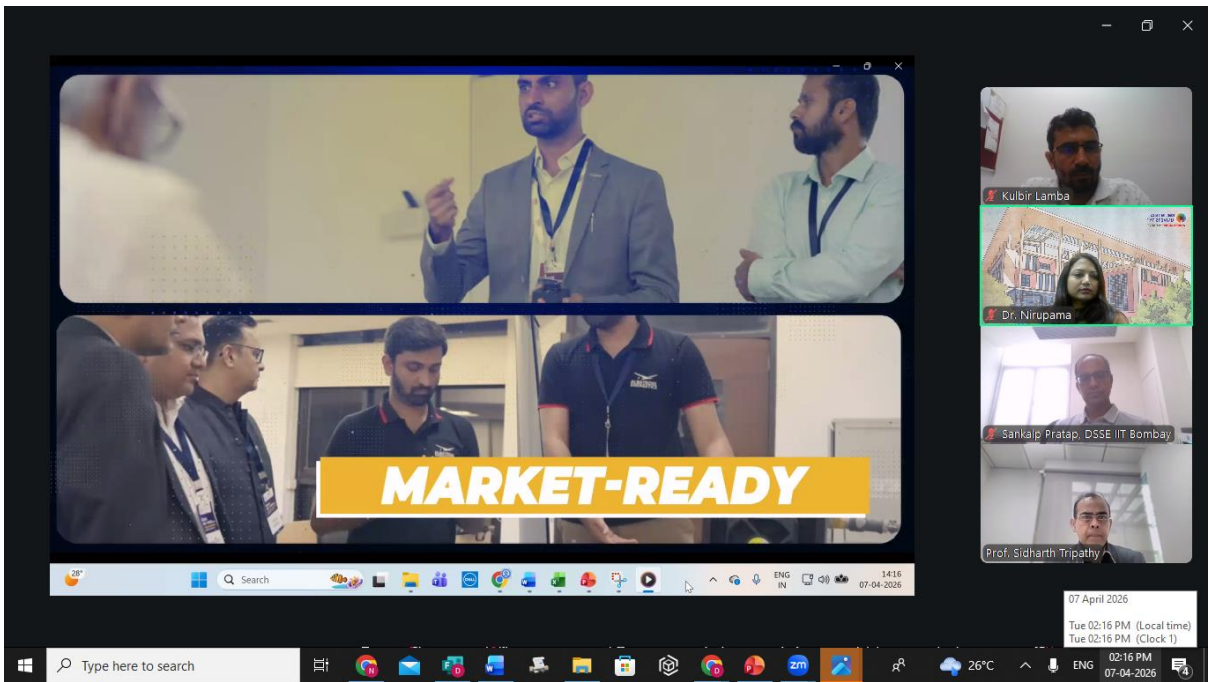 MARKET-READY
28°
Search
ENG
IN
14:16
07-04-2026
Kulbir Lamba
Dr. Nirupama
Sankalp Pratap, DSSE IIT Bombay
Prof. Sidharth Tripathy
07 April 2026
Tue 02:16 PM (Local time)
Tue 02:16 PM (Clock 1)
Type here to search
zm
26°C
ENG
02:16 PM
07-04-2026
4